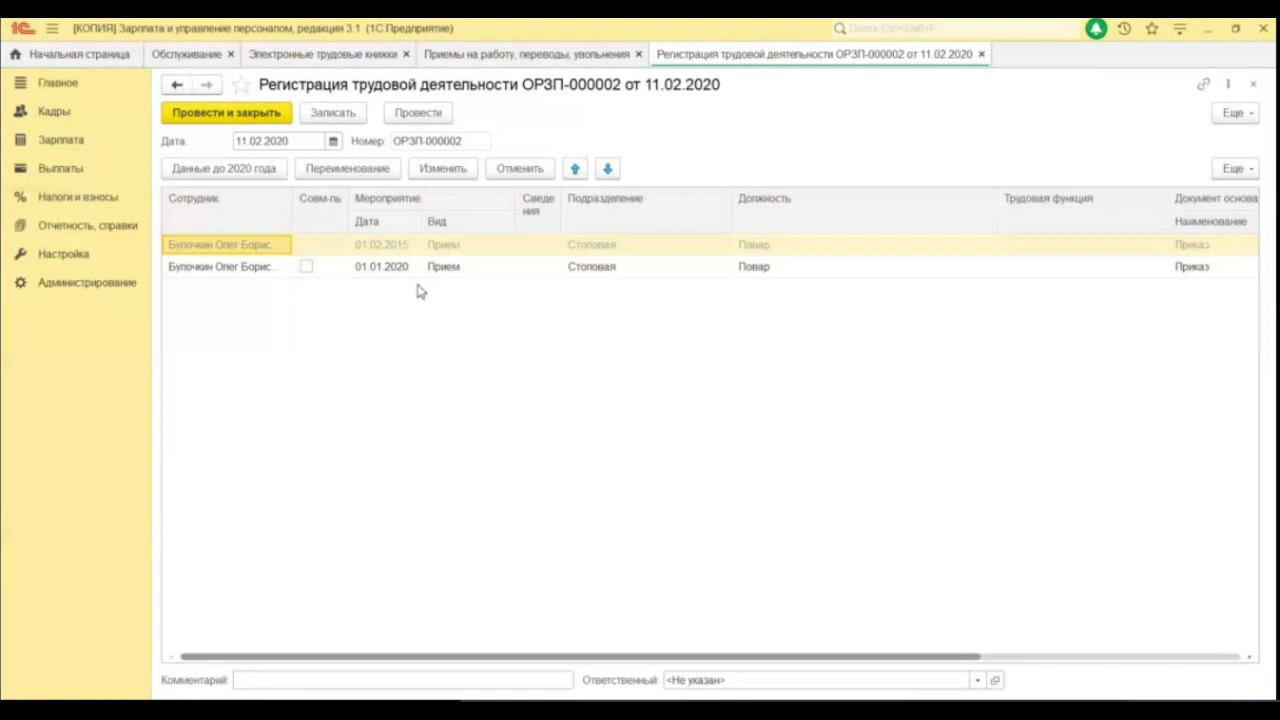 1С [КОПИЯ] Зарплата и управление персоналом, редакция 3.1 (1С:Предприятие) Поиск Ctrl+Shift+F
Начальная страница Обслуживание × Электронные трудовые книжки × Приемы на работу, переводы, увольнения × Регистрация трудовой деятельности ОРЗП-000002 от 11.02.2020 ×
Главное
Кадры
Зарплата
Выплаты
Налоги и взносы
Отчетность, справки
Настройка
Администрирование
Регистрация трудовой деятельности ОРЗП-000002 от 11.02.2020
Провести и закрыть Записать Провести Еще
Дата: 11.02.2020 Номер: ОРЗП-000002
Данные до 2020 года Переименование Изменить Отменить Еще
Сотрудник Совм-ль Мероприятие Сведе Подразделение Должность Трудовая функция Документ основа
ния
Дата Вид Наименование
Булочкин Олег Борис... 01.02.2015 Прием Столовая Повар Приказ
Булочкин Олег Борис... 01.01.2020 Прием Столовая Повар Приказ
Комментарий: Ответственный: <Не указан>